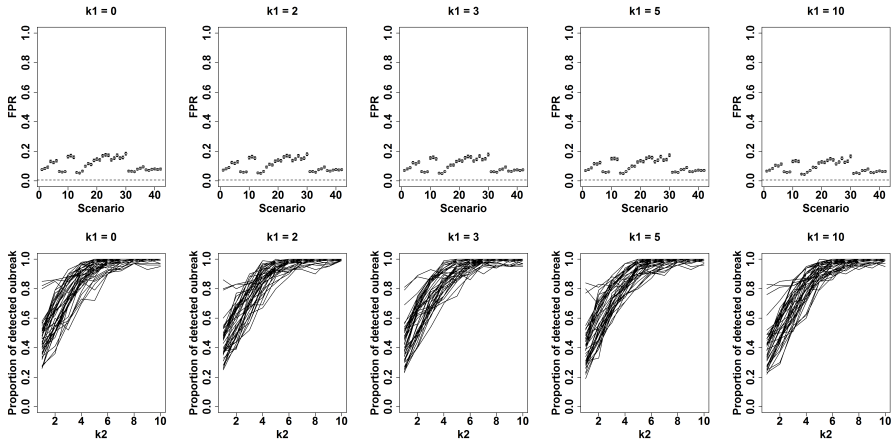 k1 = 0
k1 = 2
k1 = 3
k1 = 5
k1 = 10
FPR
0.0 0.2 0.4 0.6 0.8 1.0
0 10 20 30 40
Scenario
FPR
0.0 0.2 0.4 0.6 0.8 1.0
0 10 20 30 40
Scenario
FPR
0.0 0.2 0.4 0.6 0.8 1.0
0 10 20 30 40
Scenario
FPR
0.0 0.2 0.4 0.6 0.8 1.0
0 10 20 30 40
Scenario
FPR
0.0 0.2 0.4 0.6 0.8 1.0
0 10 20 30 40
Scenario
k1 = 0
k1 = 2
k1 = 3
k1 = 5
k1 = 10
Proportion of detected outbreak
0.0 0.2 0.4 0.6 0.8 1.0
2 4 6 8 10
k2
Proportion of detected outbreak
0.0 0.2 0.4 0.6 0.8 1.0
2 4 6 8 10
k2
Proportion of detected outbreak
0.0 0.2 0.4 0.6 0.8 1.0
2 4 6 8 10
k2
Proportion of detected outbreak
0.0 0.2 0.4 0.6 0.8 1.0
2 4 6 8 10
k2
Proportion of detected outbreak
0.0 0.2 0.4 0.6 0.8 1.0
2 4 6 8 10
k2